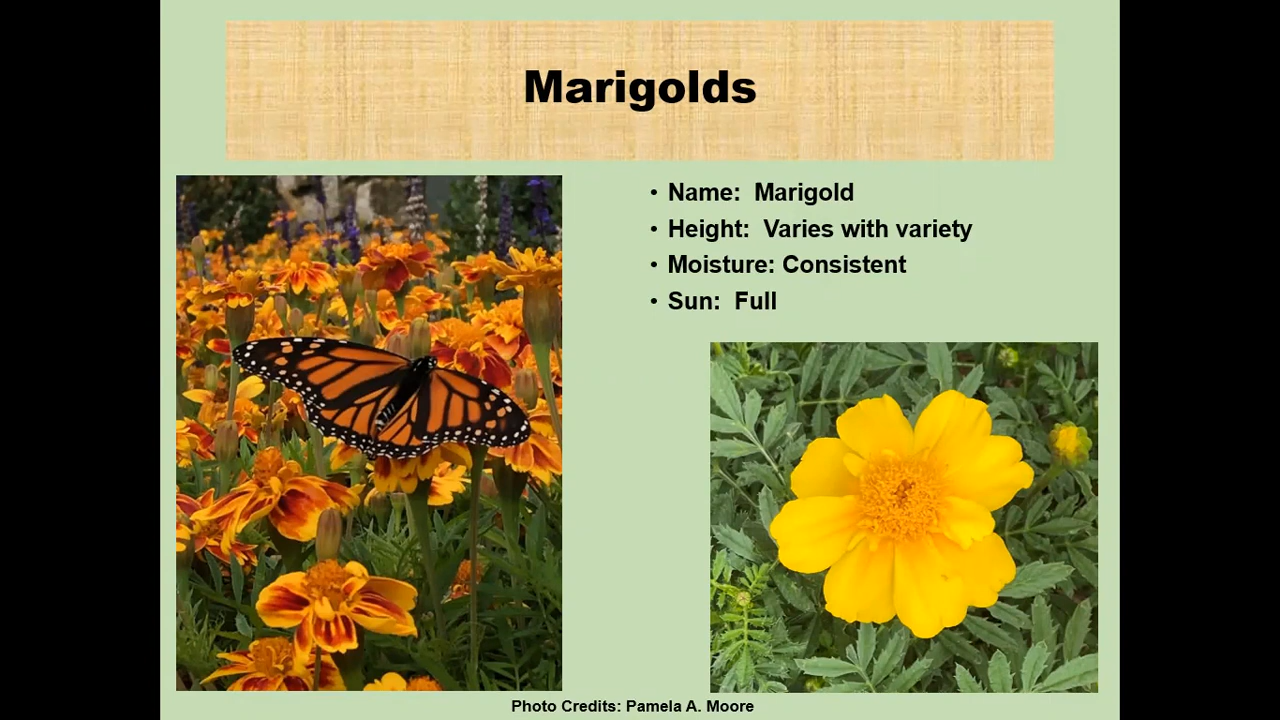 Marigolds
• Name:  Marigold
• Height:  Varies with variety
• Moisture: Consistent
• Sun:  Full
Photo Credits: Pamela A. Moore